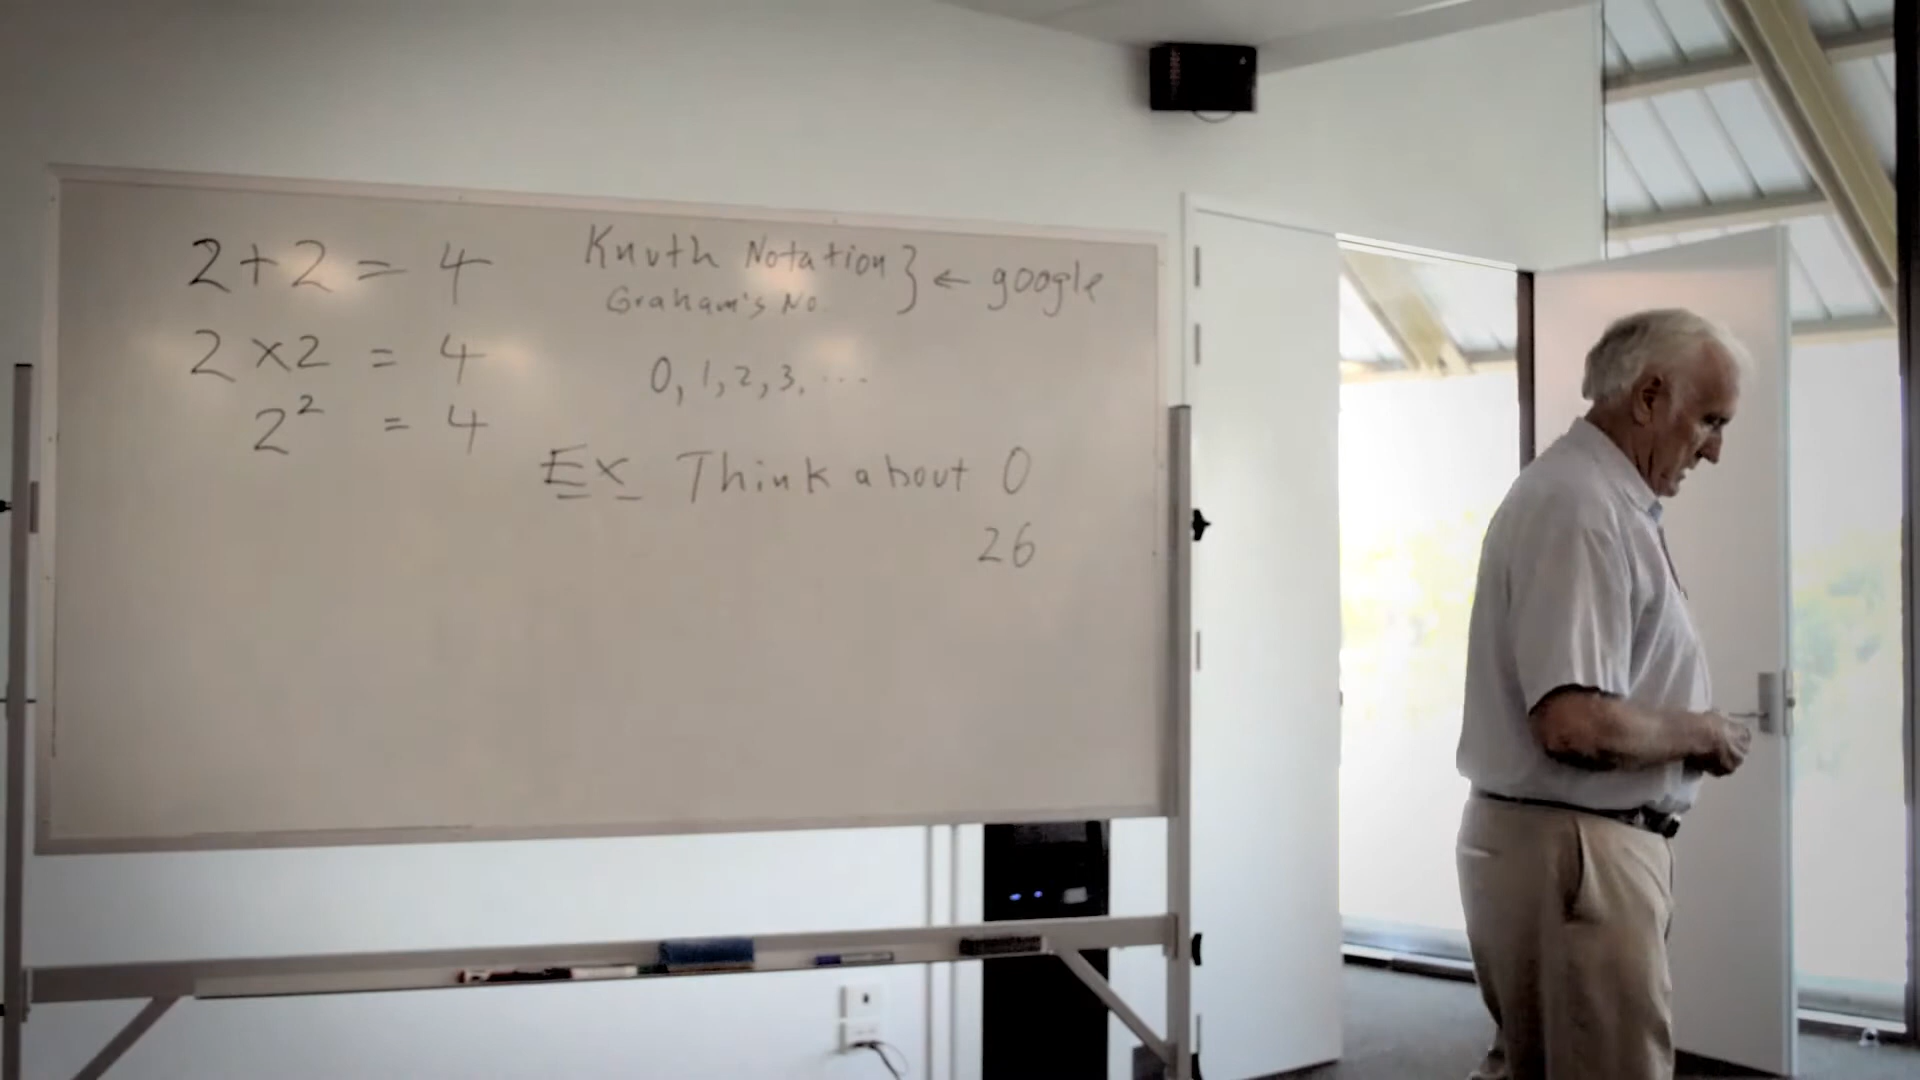 2+2 = 4
2 × 2 = 4
2² = 4
Knuth Notation } ← google
Graham's No.
0, 1, 2, 3, ...
Ex Think about 0
26